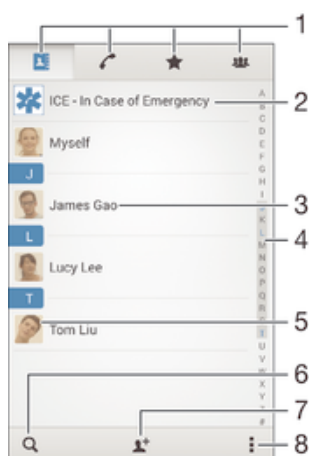 1
ICE - In Case of Emergency
2
Myself
J
James Gao
3
L
4
Lucy Lee
T
Tom Liu
5
6
7
8
A
B
C
D
E
F
G
H
I
J
K
L
M
N
O
P
Q
R
S
T
U
V
W
X
Y
Z
#